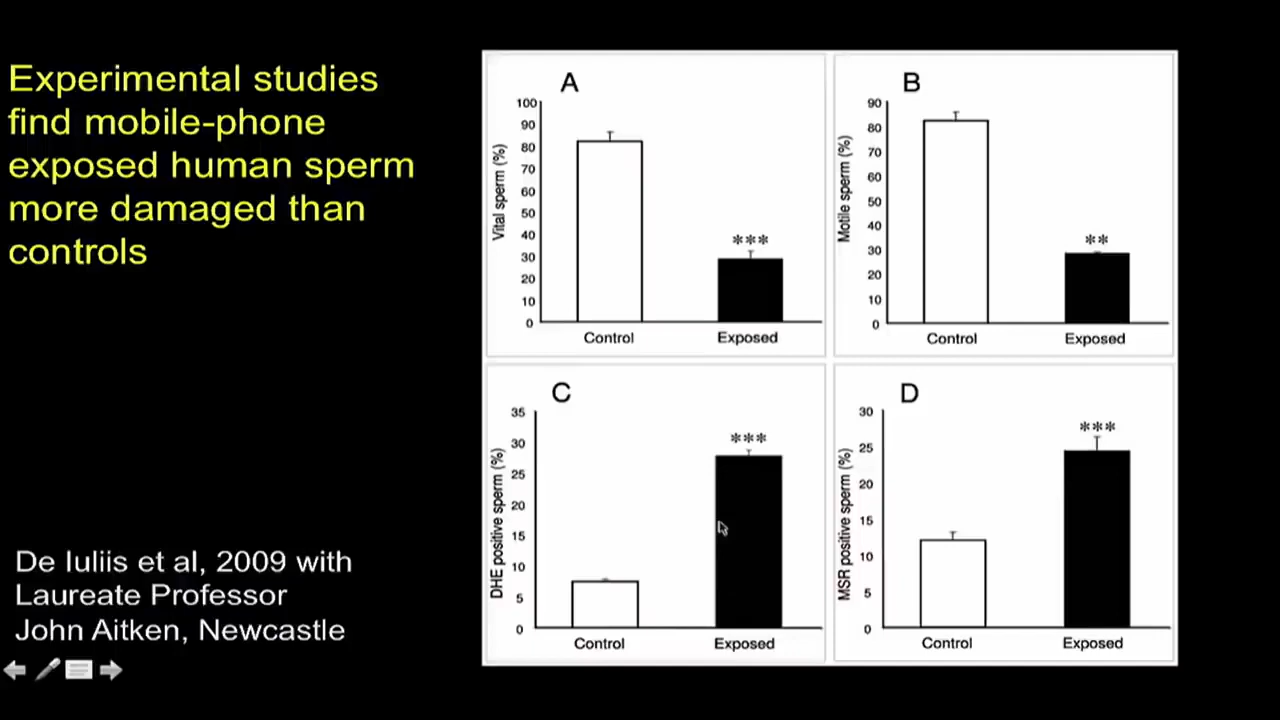 Experimental studies
find mobile-phone
exposed human sperm
more damaged than
controls
De Iuliis et al, 2009 with
Laureate Professor
John Aitken, Newcastle
A
Vital sperm (%)
100
90
80
70
60
50
40
30
20
10
0
***
Control Exposed
B
Motile sperm (%)
90
80
70
60
50
40
30
20
10
0
**
Control Exposed
C
DHE positive sperm (%)
35
30
25
20
15
10
5
0
***
Control Exposed
D
MSR positive sperm (%)
30
25
20
15
10
5
0
***
Control Exposed